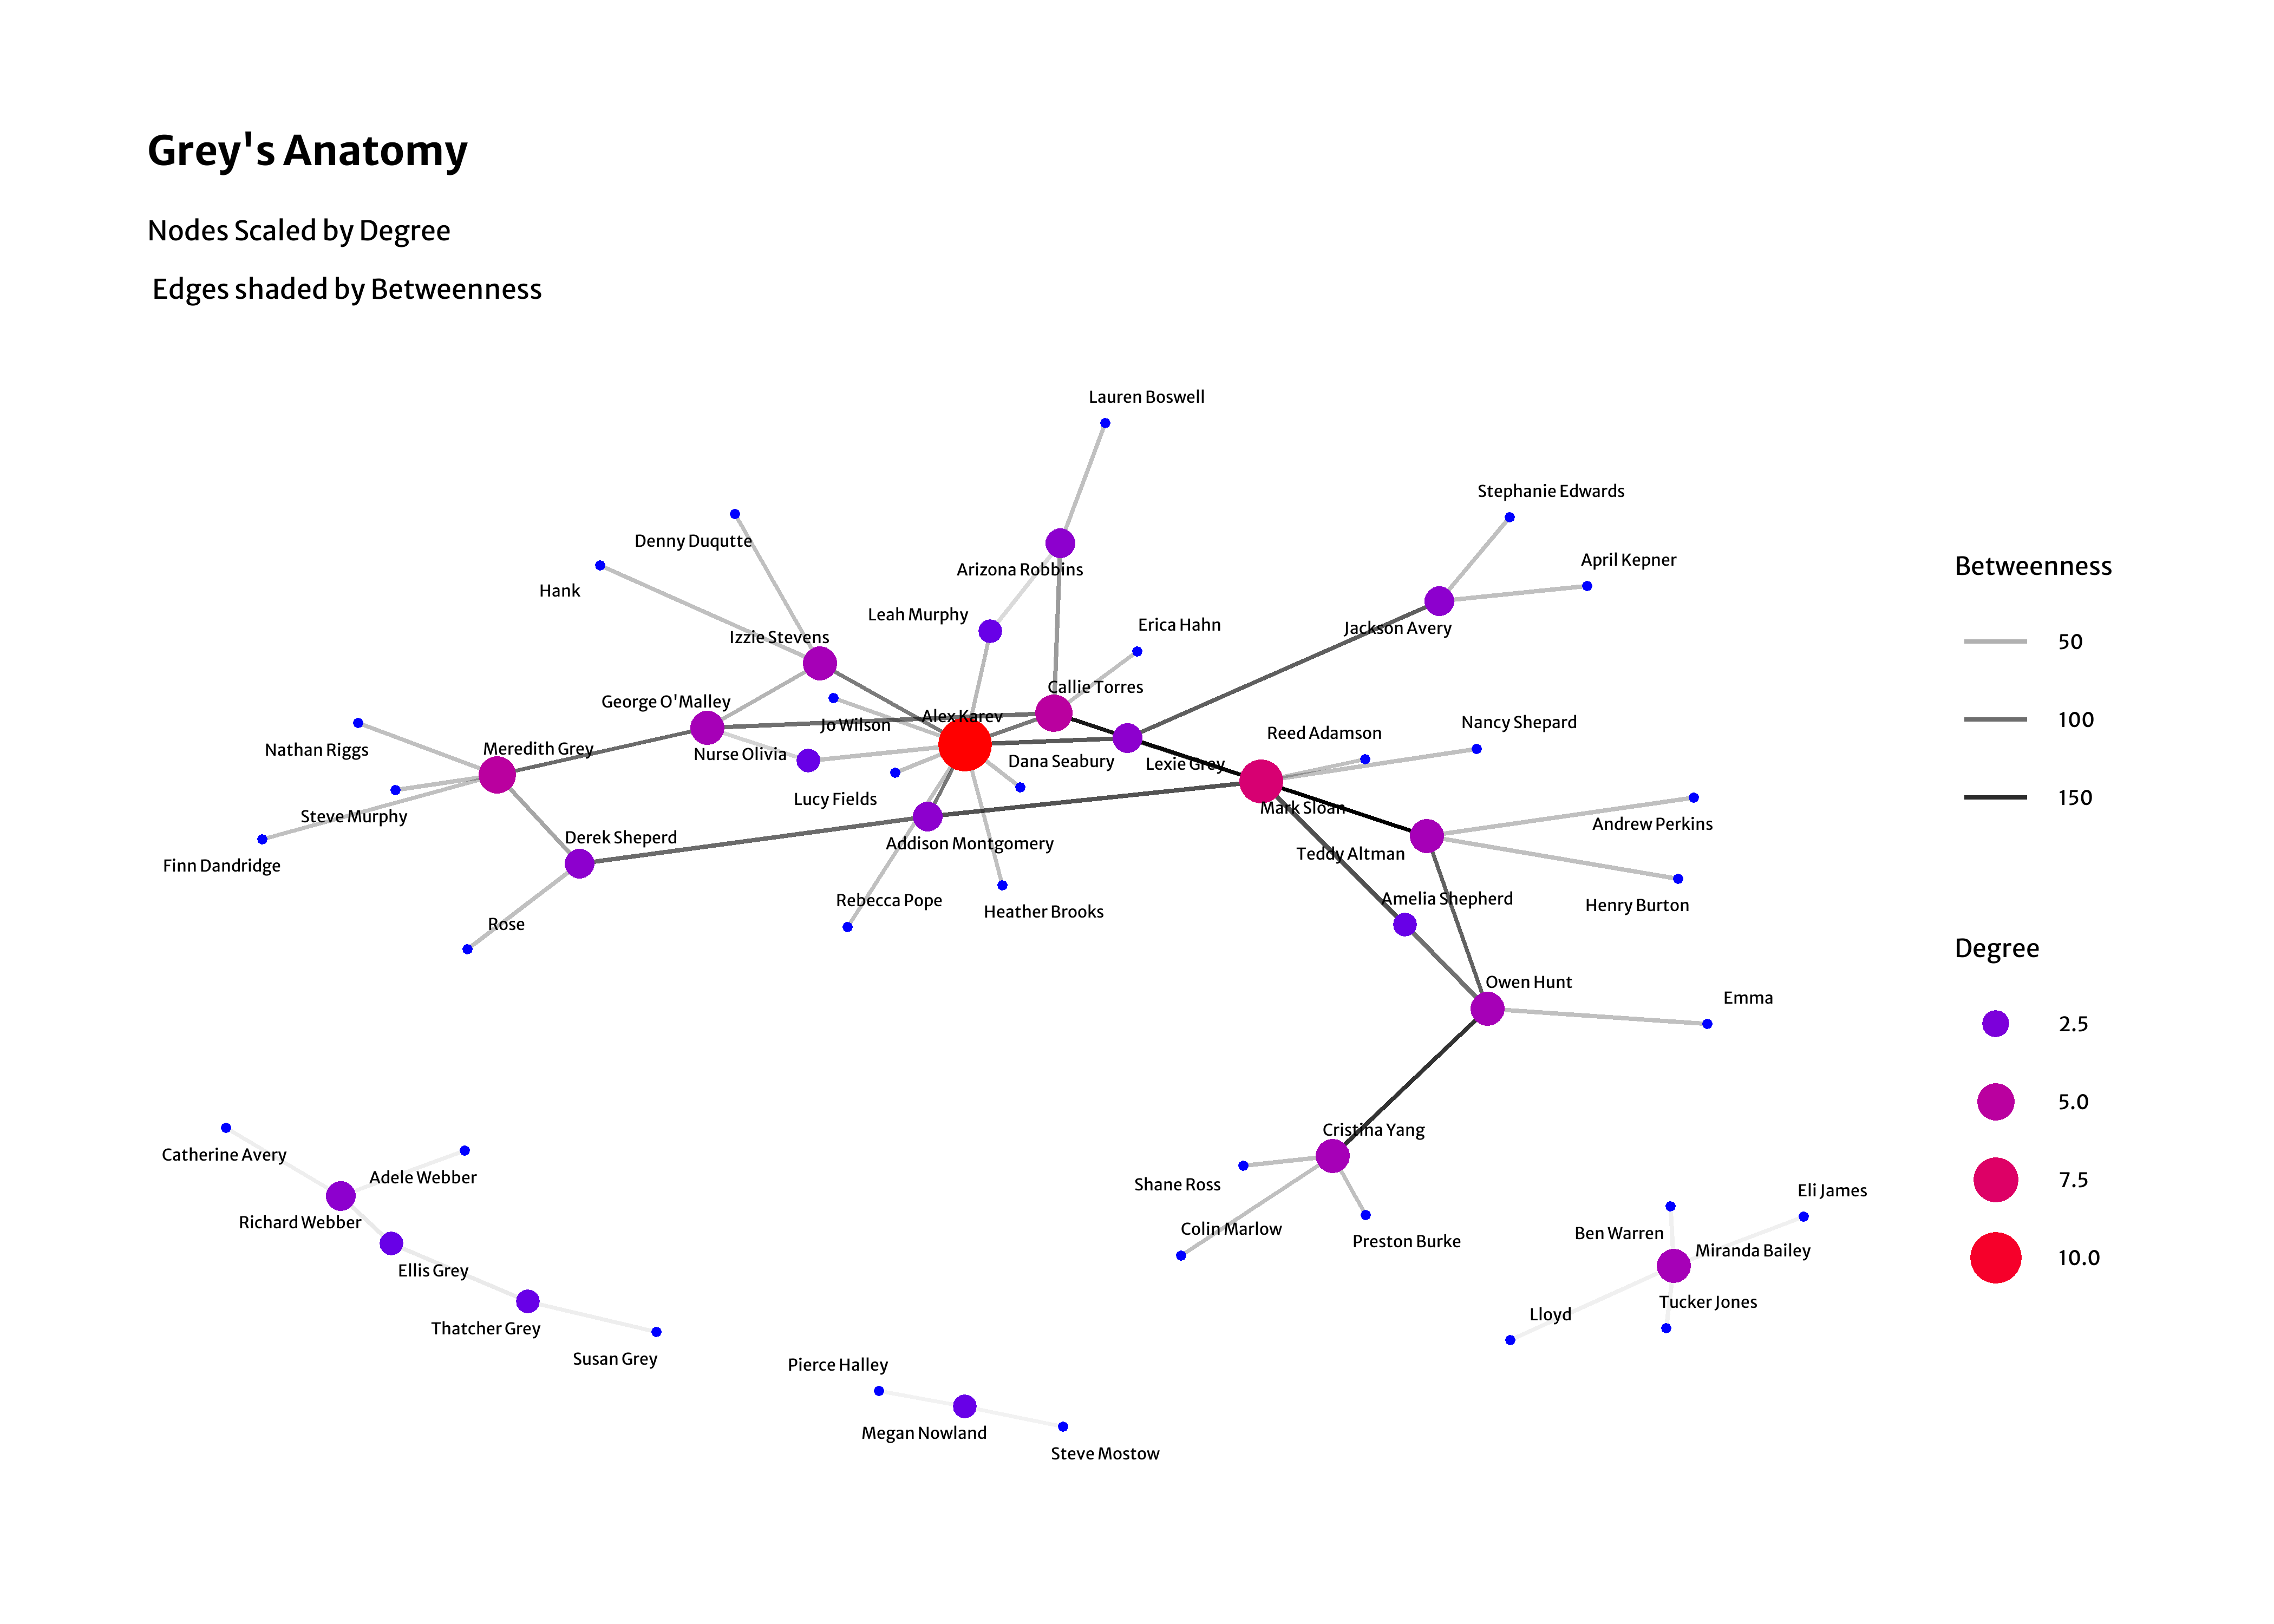 Grey's Anatomy
Nodes Scaled by Degree
Edges shaded by Betweenness
Lauren Boswell
Stephanie Edwards
Denny Duqutte
April Kepner
Betweenness
Arizona Robbins
Hank
Leah Murphy
Erica Hahn
Jackson Avery
50
Izzie Stevens
Callie Torres
George O'Malley
Alex Karev
Jo Wilson
Nancy Shepard
100
Reed Adamson
Nathan Riggs
Meredith Grey
Nurse Olivia
Dana Seabury
Lexie Grey
Lucy Fields
150
Mark Sloan
Steve Murphy
Andrew Perkins
Derek Sheperd
Addison Montgomery
Teddy Altman
Finn Dandridge
Rebecca Pope
Amelia Shepherd
Henry Burton
Heather Brooks
Rose
Degree
Owen Hunt
Emma
2.5
5.0
Cristina Yang
Catherine Avery
Adele Webber
Shane Ross
7.5
Eli James
Richard Webber
Colin Marlow
Preston Burke
Ben Warren
Miranda Bailey
10.0
Ellis Grey
Tucker Jones
Lloyd
Thatcher Grey
Susan Grey
Pierce Halley
Megan Nowland
Steve Mostow